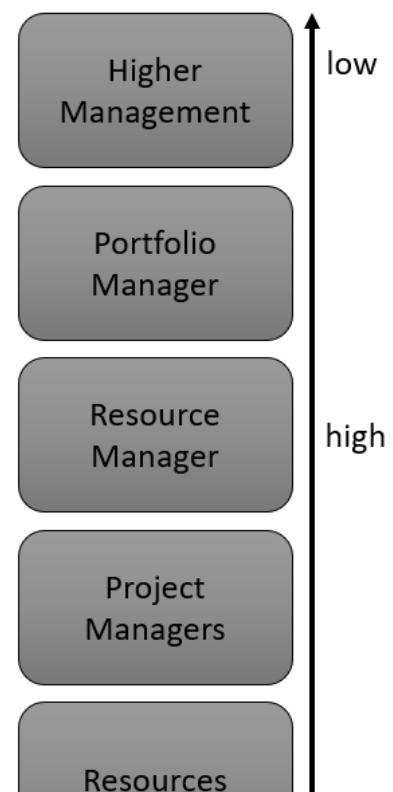 Higher
Management
low
Portfolio
Manager
Resource
Manager
high
Project
Managers
Resources